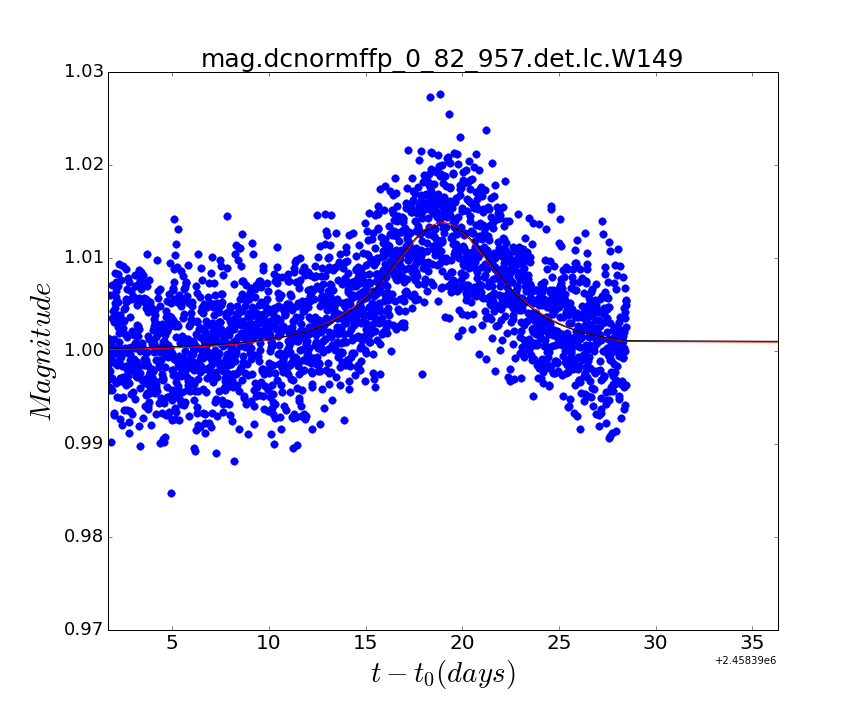 mag.dcnormffp_0_82_957.det.lc.W149
1.03
1.02
1.01
1.00
0.99
0.98
0.97
Magnitude
5 10 15 20 25 30 35
+2.45839e6
t − t₀(days)